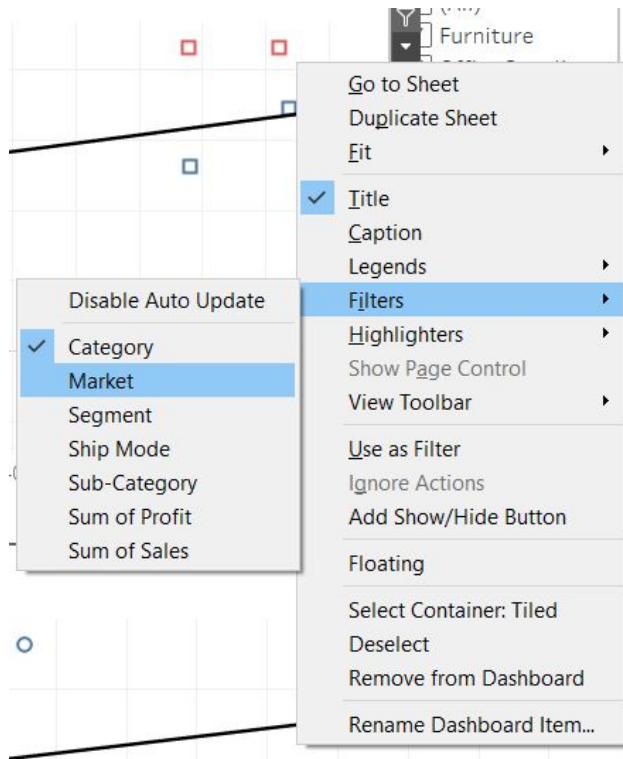 (All)
Furniture
Go to Sheet
Duplicate Sheet
Fit
Title
Caption
Legends
Filters
Highlighters
Show Page Control
View Toolbar
Use as Filter
Ignore Actions
Add Show/Hide Button
Floating
Select Container: Tiled
Deselect
Remove from Dashboard
Rename Dashboard Item...
Disable Auto Update
Category
Market
Segment
Ship Mode
Sub-Category
Sum of Profit
Sum of Sales